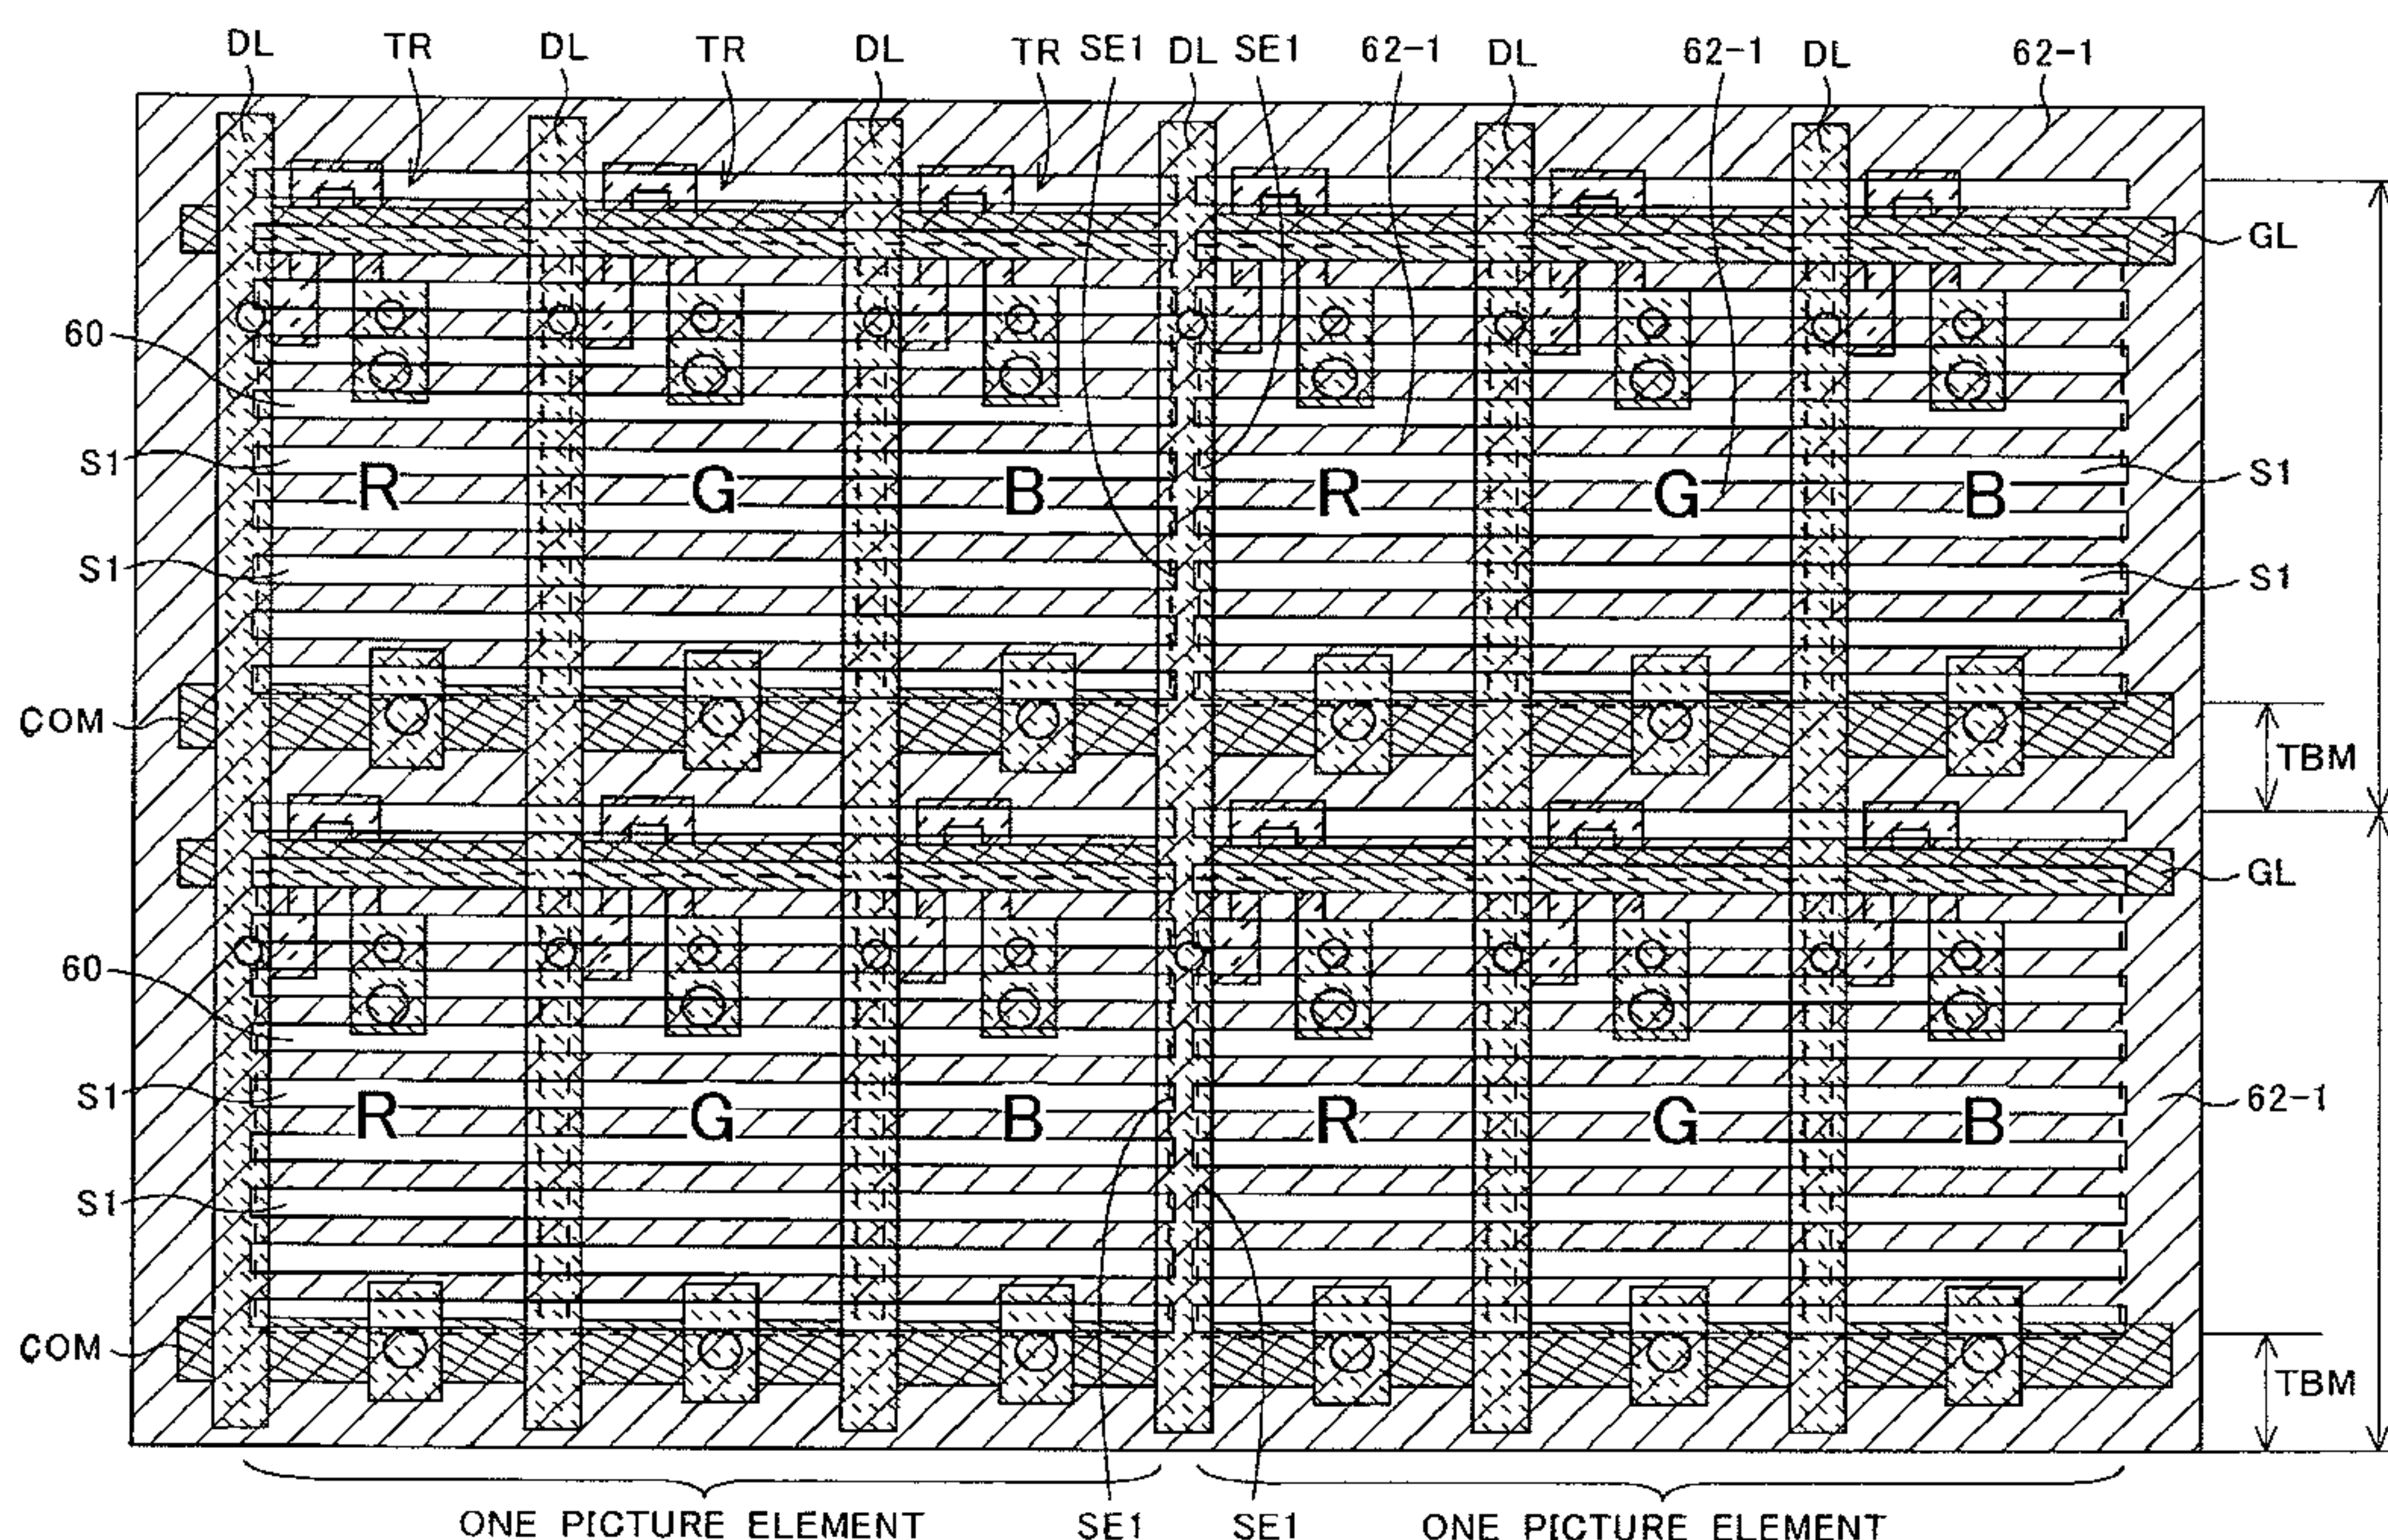 DL TR DL TR DL TR SE1 DL SE1 62-1 DL 62-1 DL 62-1
GL
60
S1 R G B R G B S1
S1 S1
COM TBM
GL
60
S1 R G B R G B 62-1
S1
COM TBM
ONE PICTURE ELEMENT SE1 SE1 ONE PICTURE ELEMENT